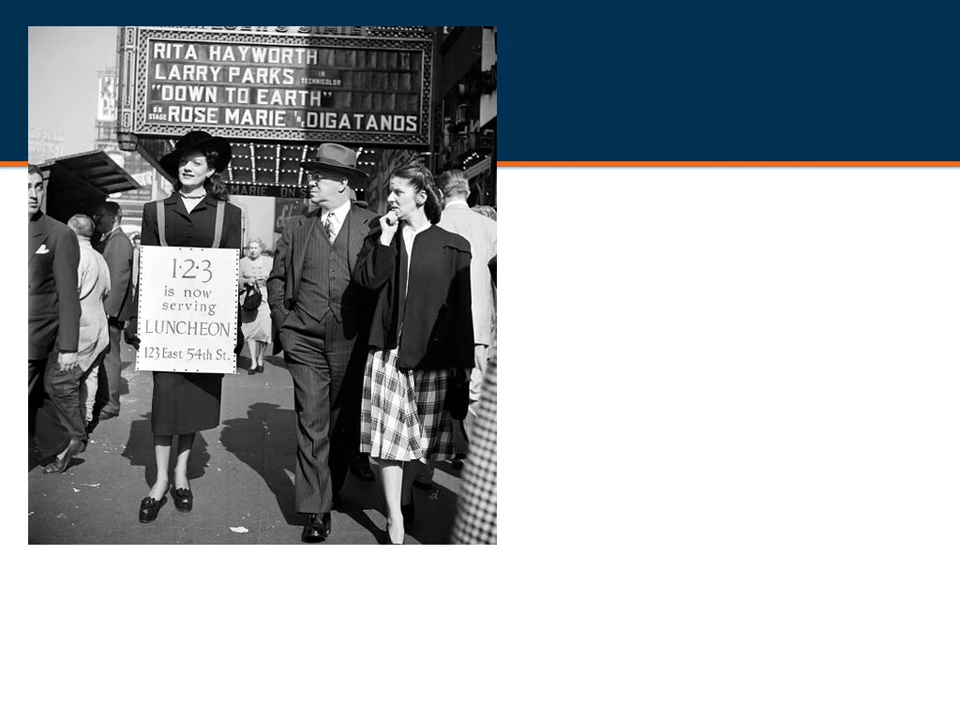 RITA HAYWORTH
LARRY PARKS IN TECHNICOLOR
"DOWN TO EARTH"
ON STAGE ROSE MARIE THE DIGATANOS
MARIE
1·2·3
is now
serving
LUNCHEON
123 East 54th St.